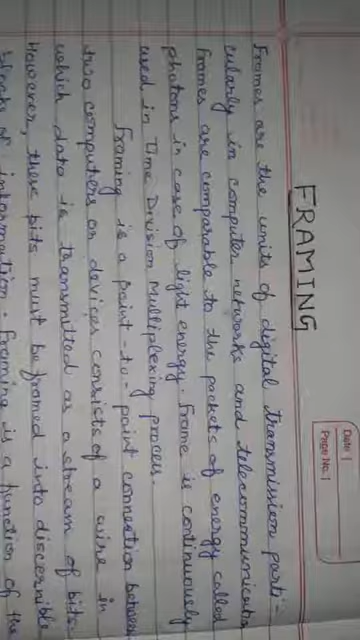 Date:
Page No.:
FRAMING
Frames are the units of digital transmission parti-
cularly in computer networks and telecommunicats
Frames are comparable to the packets of energy called
photons in case of light energy. Frame is continuously
used in Time Division Multiplexing process.
Framing is a point-to-point connection between
two computers or devices consists of a wire in
which data is transmitted as a stream of bits.
However, these bits must be framed into discernible
blocks of information. Framing is a function of the